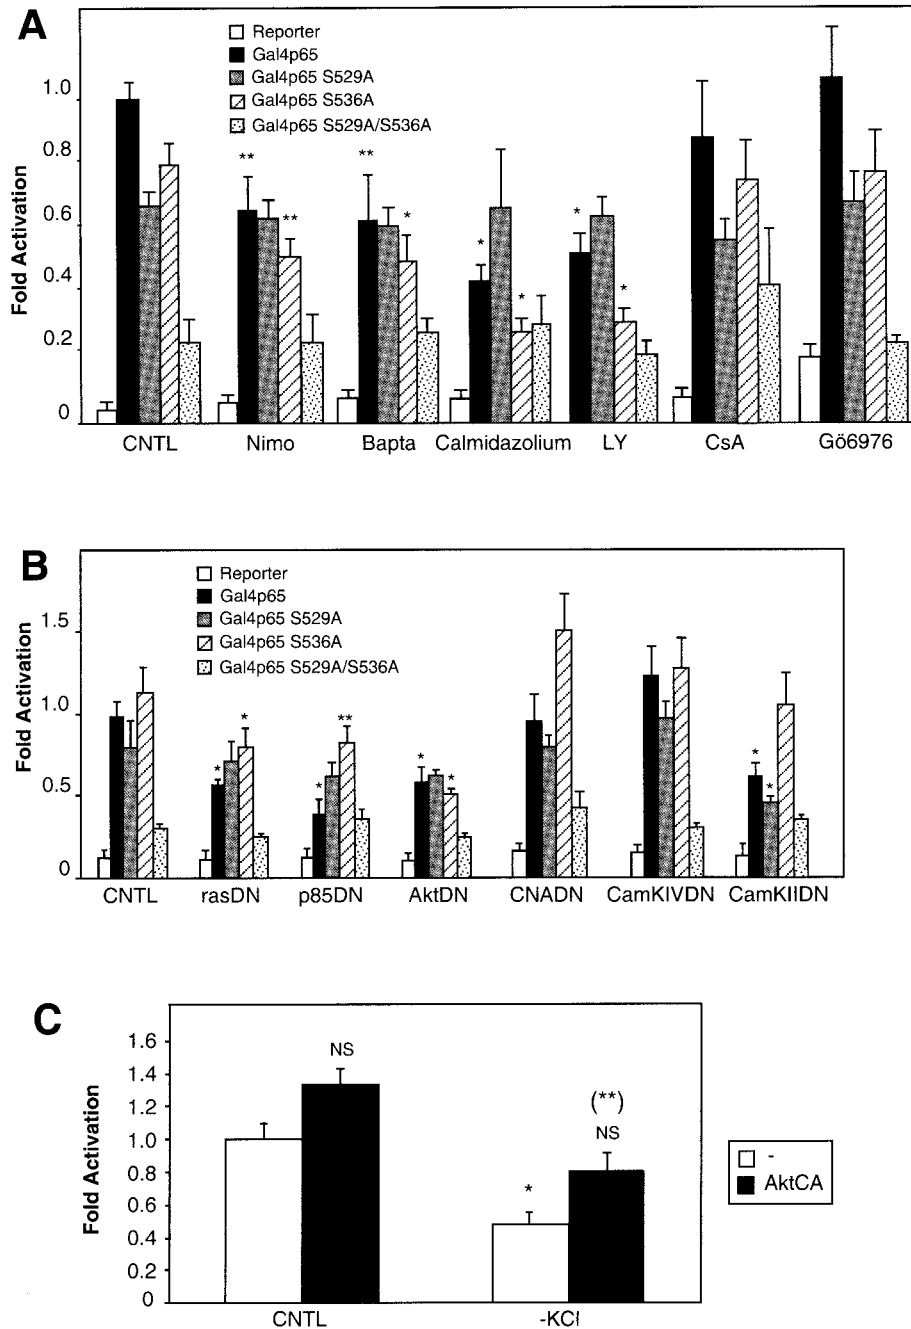 A
Reporter
Gal4p65
Gal4p65 S529A
Gal4p65 S536A
Gal4p65 S529A/S536A
Fold Activation
1.0
0.8
0.6
0.4
0.2
0
** ** ** * * * * *
CNTL Nimo Bapta Calmidazolium LY CsA Gö6976
B
Reporter
Gal4p65
Gal4p65 S529A
Gal4p65 S536A
Gal4p65 S529A/S536A
Fold Activation
1.5
1.0
0.5
0
* * * ** * * * *
CNTL rasDN p85DN AktDN CNADN CamKIVDN CamKIIDN
C
Fold Activation
1.6
1.4
1.2
1.0
0.8
0.6
0.4
0.2
0
NS
*
(**)
NS
-
AktCA
CNTL -KCl